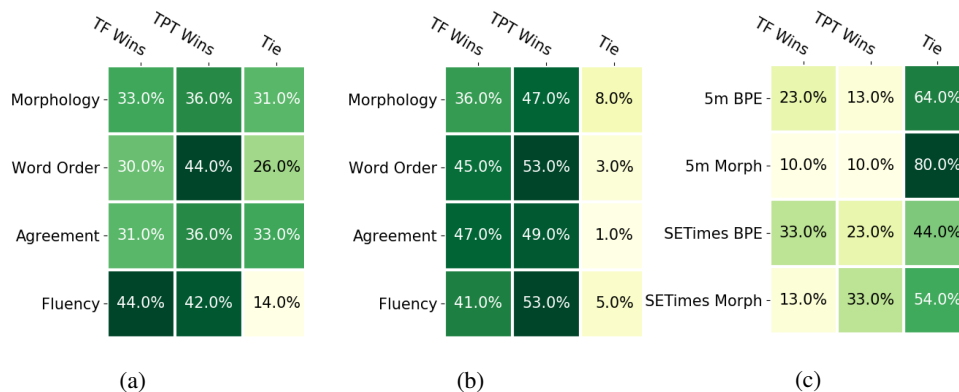 TF Wins TPT Wins Tie
Morphology 33.0% 36.0% 31.0%
Word Order 30.0% 44.0% 26.0%
Agreement 31.0% 36.0% 33.0%
Fluency 44.0% 42.0% 14.0%
(a)
TF Wins TPT Wins Tie
Morphology 36.0% 47.0% 8.0%
Word Order 45.0% 53.0% 3.0%
Agreement 47.0% 49.0% 1.0%
Fluency 41.0% 53.0% 5.0%
(b)
TF Wins TPT Wins Tie
5m BPE 23.0% 13.0% 64.0%
5m Morph 10.0% 10.0% 80.0%
SETimes BPE 33.0% 23.0% 44.0%
SETimes Morph 13.0% 33.0% 54.0%
(c)